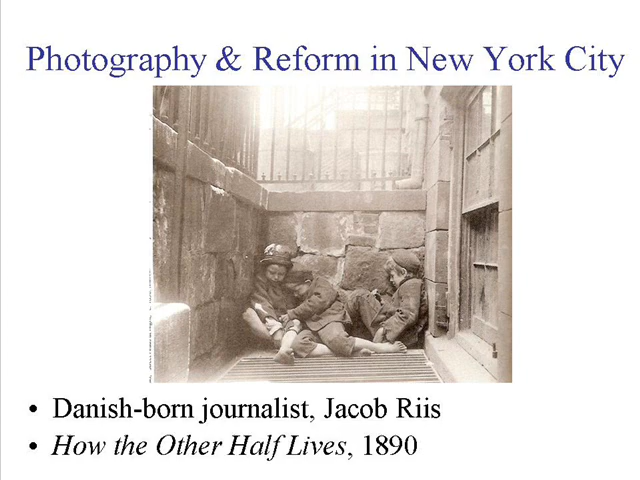 Photography & Reform in New York City
• Danish-born journalist, Jacob Riis
• How the Other Half Lives, 1890